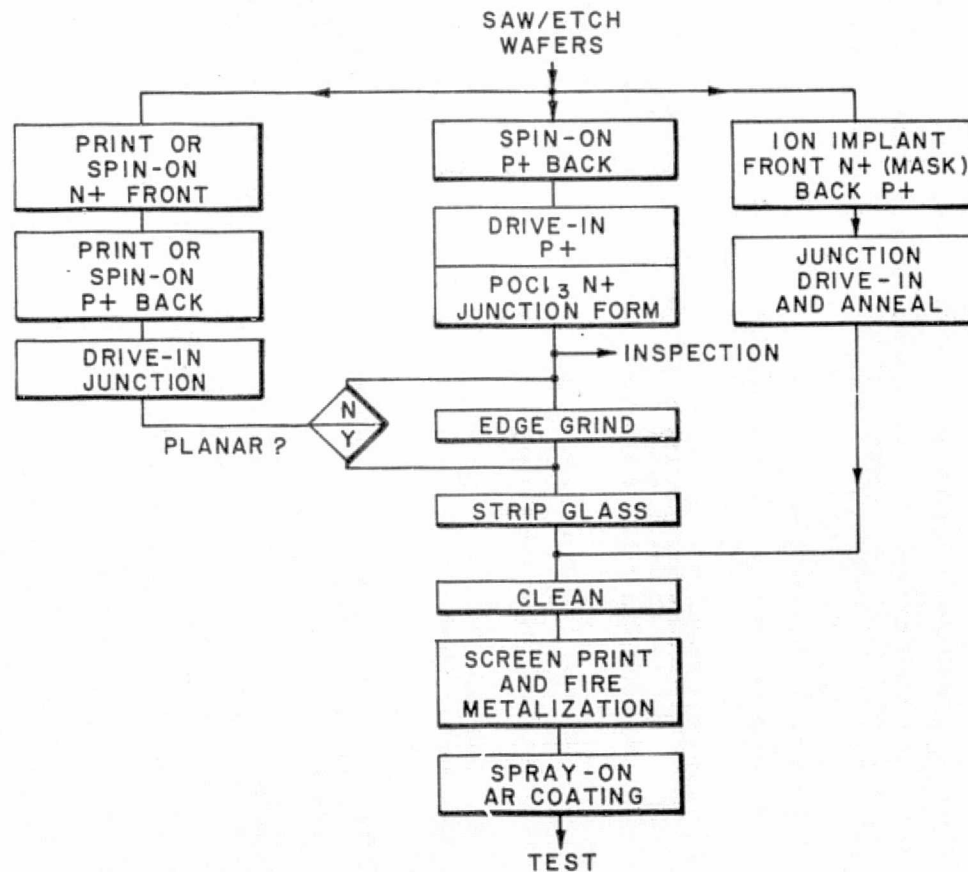 SAW/ETCH
WAFERS
PRINT OR
SPIN-ON
N+ FRONT
PRINT OR
SPIN-ON
P+ BACK
DRIVE-IN
JUNCTION
PLANAR ?
N
Y
SPIN-ON
P+ BACK
DRIVE-IN
P+
POCl3 N+
JUNCTION FORM
INSPECTION
EDGE GRIND
STRIP GLASS
ION IMPLANT
FRONT N+ (MASK)
BACK P+
JUNCTION
DRIVE-IN
AND ANNEAL
CLEAN
SCREEN PRINT
AND FIRE
METALIZATION
SPRAY-ON
AR COATING
TEST